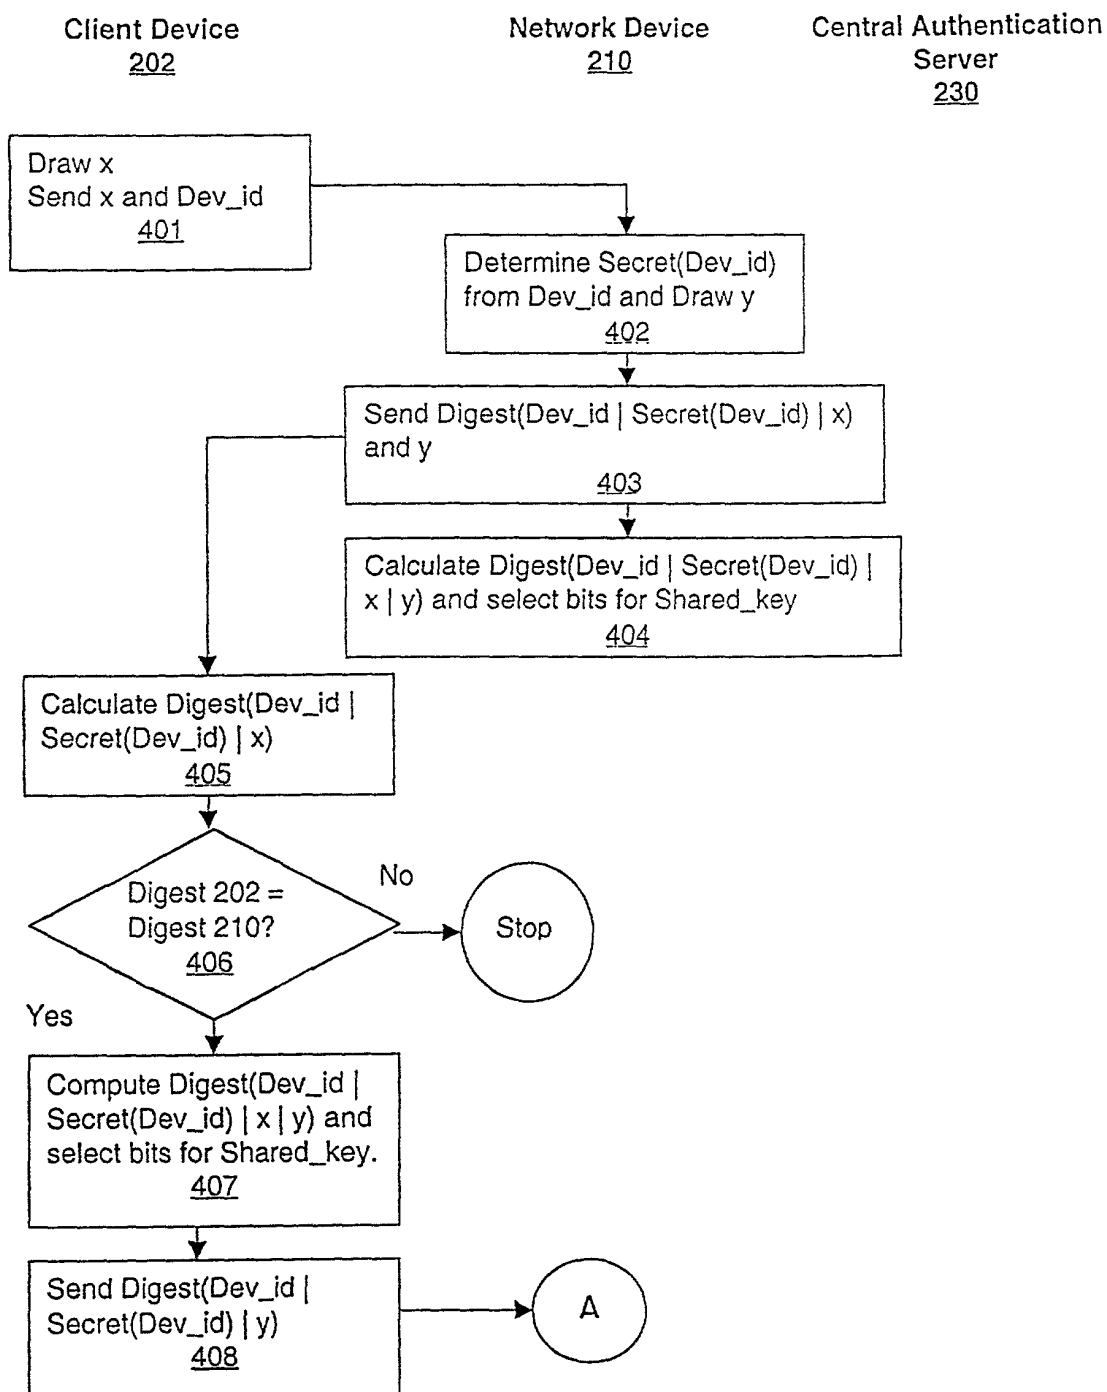 Client Device
202
Network Device
210
Central Authentication
Server
230
Draw x
Send x and Dev_id
401
Determine Secret(Dev_id)
from Dev_id and Draw y
402
Send Digest(Dev_id | Secret(Dev_id) | x)
and y
403
Calculate Digest(Dev_id | Secret(Dev_id) |
x | y) and select bits for Shared_key
404
Calculate Digest(Dev_id |
Secret(Dev_id) | x)
405
Digest 202 =
Digest 210?
406
No
Stop
Yes
Compute Digest(Dev_id |
Secret(Dev_id) | x | y) and
select bits for Shared_key.
407
Send Digest(Dev_id |
Secret(Dev_id) | y)
408
A